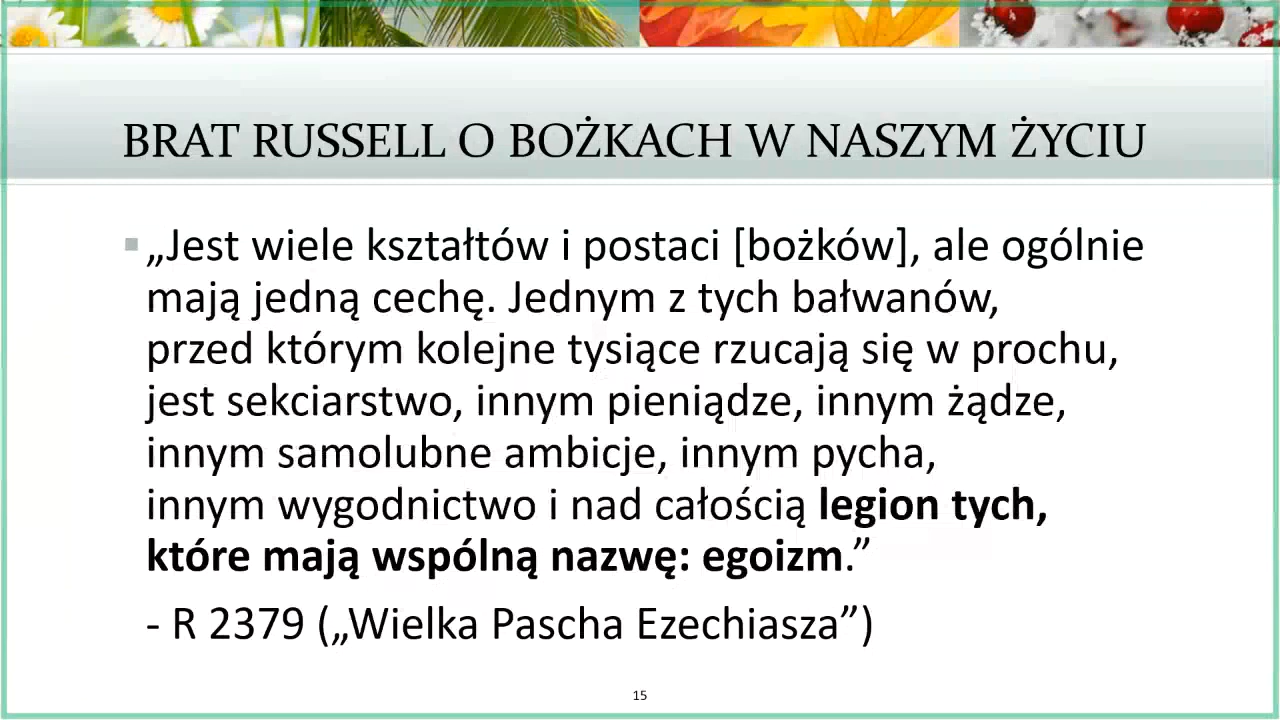 BRAT RUSSELL O BOŻKACH W NASZYM ŻYCIU
▪ „Jest wiele kształtów i postaci [bożków], ale ogólnie
mają jedną cechę. Jednym z tych bałwanów,
przed którym kolejne tysiące rzucają się w prochu,
jest sekciarstwo, innym pieniądze, innym żądze,
innym samolubne ambicje, innym pycha,
innym wygodnictwo i nad całością legion tych,
które mają wspólną nazwę: egoizm.”
- R 2379 („Wielka Pascha Ezechiasza”)
15